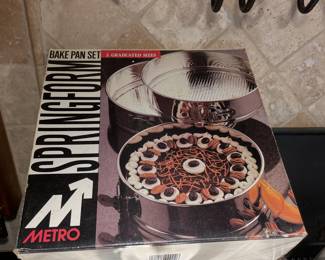 BAKE PAN SET
3 GRADUATED SIZES
SPRINGFORM
METRO